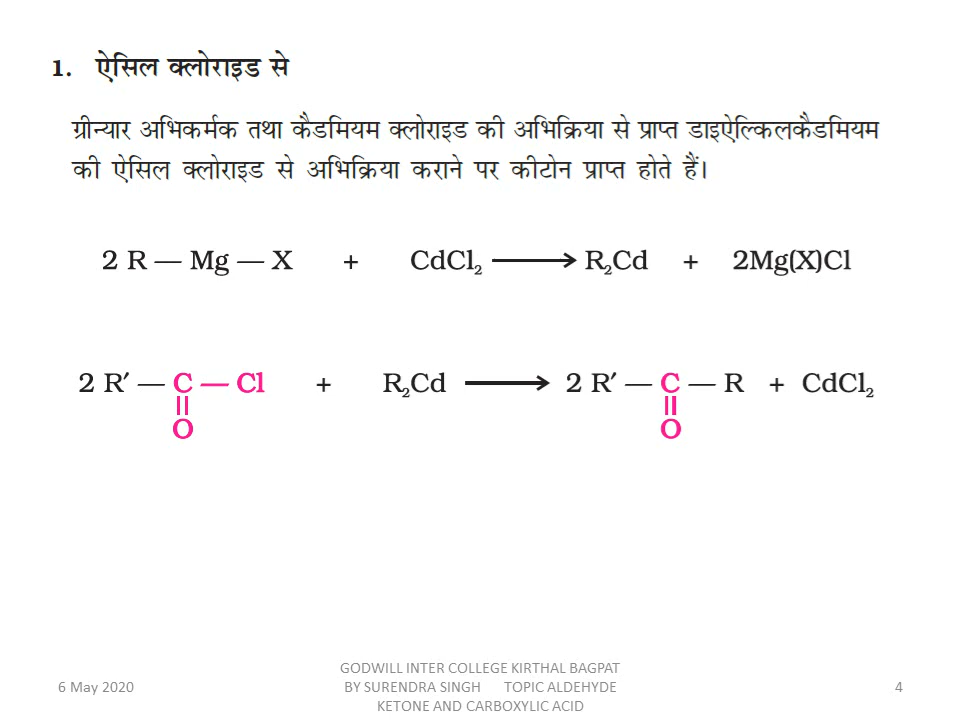 1. ऐसिल क्लोराइड से
ग्रीन्यार अभिकर्मक तथा कैडमियम क्लोराइड की अभिक्रिया से प्राप्त डाइऐल्किलकैडमियम
की ऐसिल क्लोराइड से अभिक्रिया कराने पर कीटोन प्राप्त होते हैं।
2 R — Mg — X + CdCl₂ ⟶ R₂Cd + 2Mg(X)Cl
2 R′ — C — Cl + R₂Cd ⟶ 2 R′ — C — R + CdCl₂
|| ||
O O
6 May 2020
GODWILL INTER COLLEGE KIRTHAL BAGPAT
BY SURENDRA SINGH TOPIC ALDEHYDE
KETONE AND CARBOXYLIC ACID
4